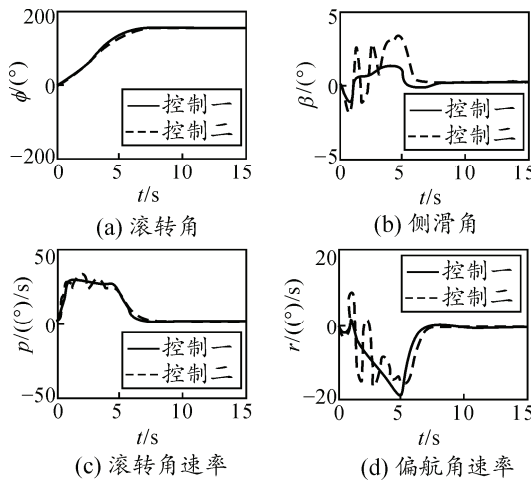 200
0
−200
ϕ/(°)
控制一
控制二
0
5
10
15
t/s
(a) 滚转角
5
0
−5
β/(°)
控制一
控制二
0
5
10
15
t/s
(b) 侧滑角
50
0
−50
p/((°)/s)
控制一
控制二
0
5
10
15
t/s
(c) 滚转角速率
20
0
−20
r/((°)/s)
控制一
控制二
0
5
10
15
t/s
(d) 偏航角速率